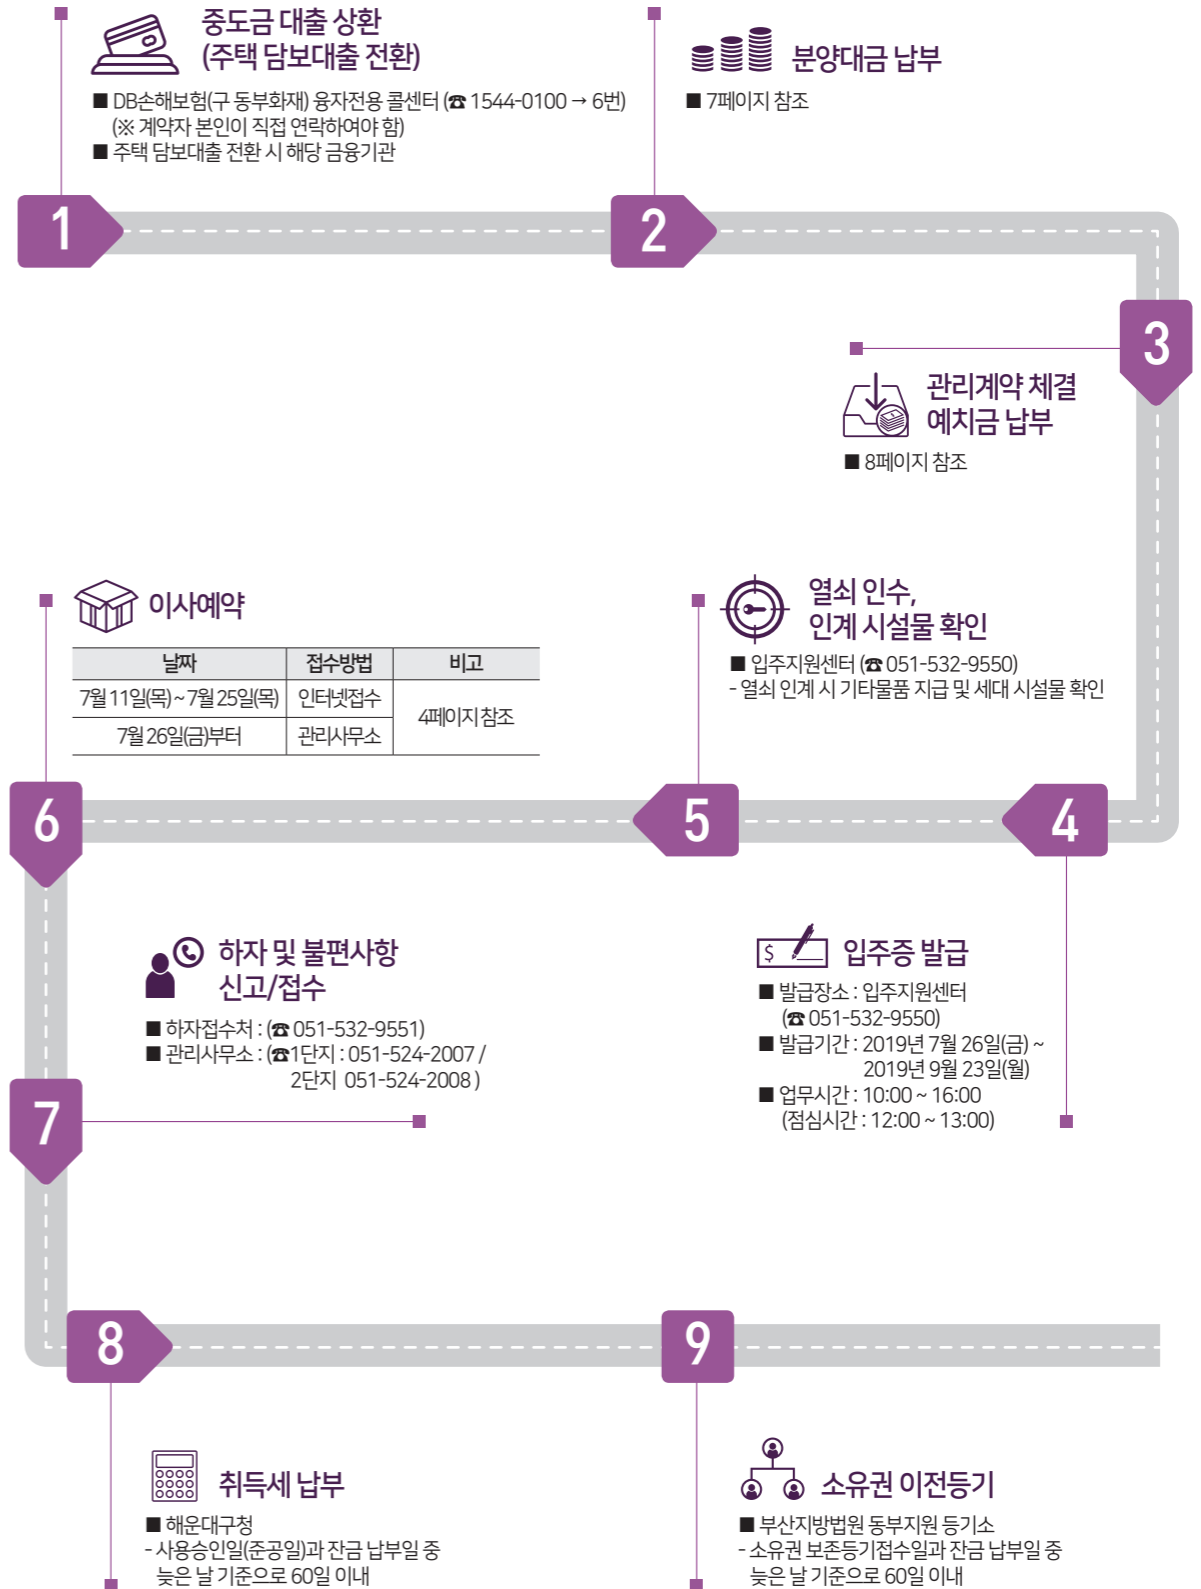 중도금 대출 상환
(주택 담보대출 전환)
■ DB손해보험(구 동부화재) 융자전용 콜센터 (☎ 1544-0100 → 6번)
(※ 계약자 본인이 직접 연락하여야 함)
■ 주택 담보대출 전환 시 해당 금융기관
분양대금 납부
■ 7페이지 참조
1
2
3
관리계약 체결
예치금 납부
■ 8페이지 참조
열쇠 인수,
인계 시설물 확인
■ 입주지원센터 (☎ 051-532-9550)
- 열쇠 인계 시 기타물품 지급 및 세대 시설물 확인
이사예약
날짜 접수방법 비고
7월 11일(목) ~ 7월 25일(목) 인터넷접수 4페이지 참조
7월 26일(금)부터 관리사무소
6
5
4
하자 및 불편사항
신고/접수
■ 하자접수처 : (☎ 051-532-9551)
■ 관리사무소 : (☎1단지 : 051-524-2007 /
2단지 051-524-2008 )
$
입주증 발급
■ 발급장소 : 입주지원센터
(☎ 051-532-9550)
■ 발급기간 : 2019년 7월 26일(금) ~
2019년 9월 23일(월)
■ 업무시간 : 10:00 ~ 16:00
(점심시간 : 12:00 ~ 13:00)
7
8
9
취득세 납부
■ 해운대구청
- 사용승인일(준공일)과 잔금 납부일 중
늦은 날 기준으로 60일 이내
소유권 이전등기
■ 부산지방법원 동부지원 등기소
- 소유권 보존등기접수일과 잔금 납부일 중
늦은 날 기준으로 60일 이내